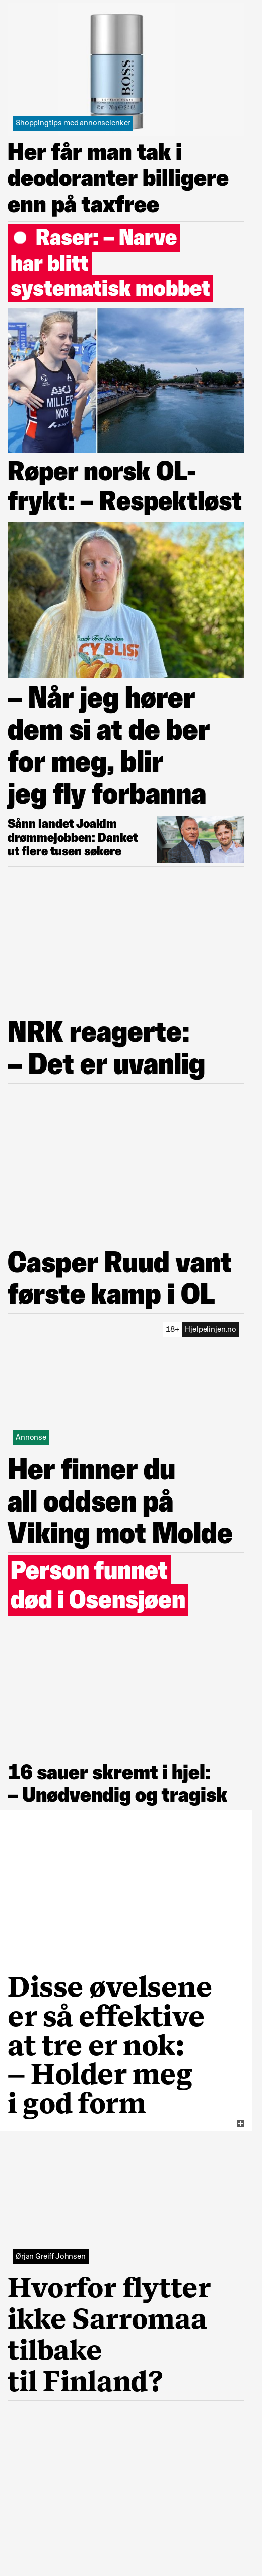 BOSS
Shoppingtips med annonselenker
Her får man tak i
deodoranter billigere
enn på taxfree
Raser: – Narve
har blitt
systematisk mobbet
AKJ
MILLER
NOR
Røper norsk OL-
frykt: – Respektløst
CY BLIS
– Når jeg hører
dem si at de ber
for meg, blir
jeg fly forbanna
Sånn landet Joakim
drømmejobben: Danket
ut flere tusen søkere
NRK reagerte:
– Det er uvanlig
Casper Ruud vant
første kamp i OL
18+ Hjelpelinjen.no
Annonse
Her finner du
all oddsen på
Viking mot Molde
Person funnet
død i Osensjøen
16 sauer skremt i hjel:
– Unødvendig og tragisk
Disse øvelsene
er så effektive
at tre er nok:
– Holder meg
i god form
Ørjan Greiff Johnsen
Hvorfor flytter
ikke Sarromaa
tilbake
til Finland?